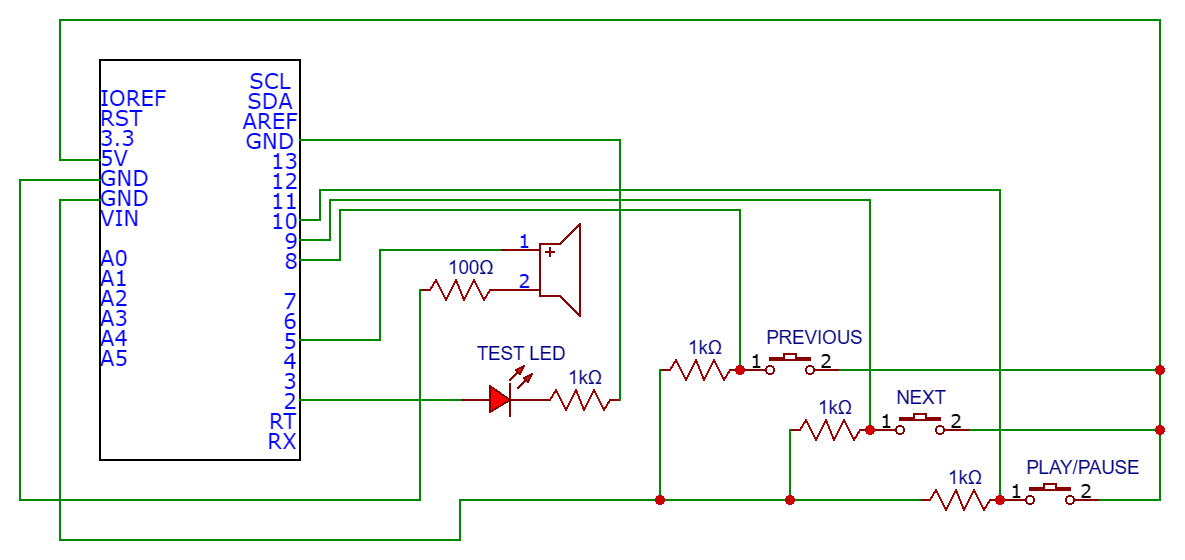 IOREF
RST
3.3
5V
GND
GND
VIN
A0
A1
A2
A3
A4
A5
SCL
SDA
AREF
GND
13
12
11
10
9
8
7
6
5
4
3
2
RT
RX
1
2
100Ω
TEST LED
1kΩ
1kΩ
PREVIOUS
1 2
1kΩ
NEXT
1 2
1kΩ
PLAY/PAUSE
1 2